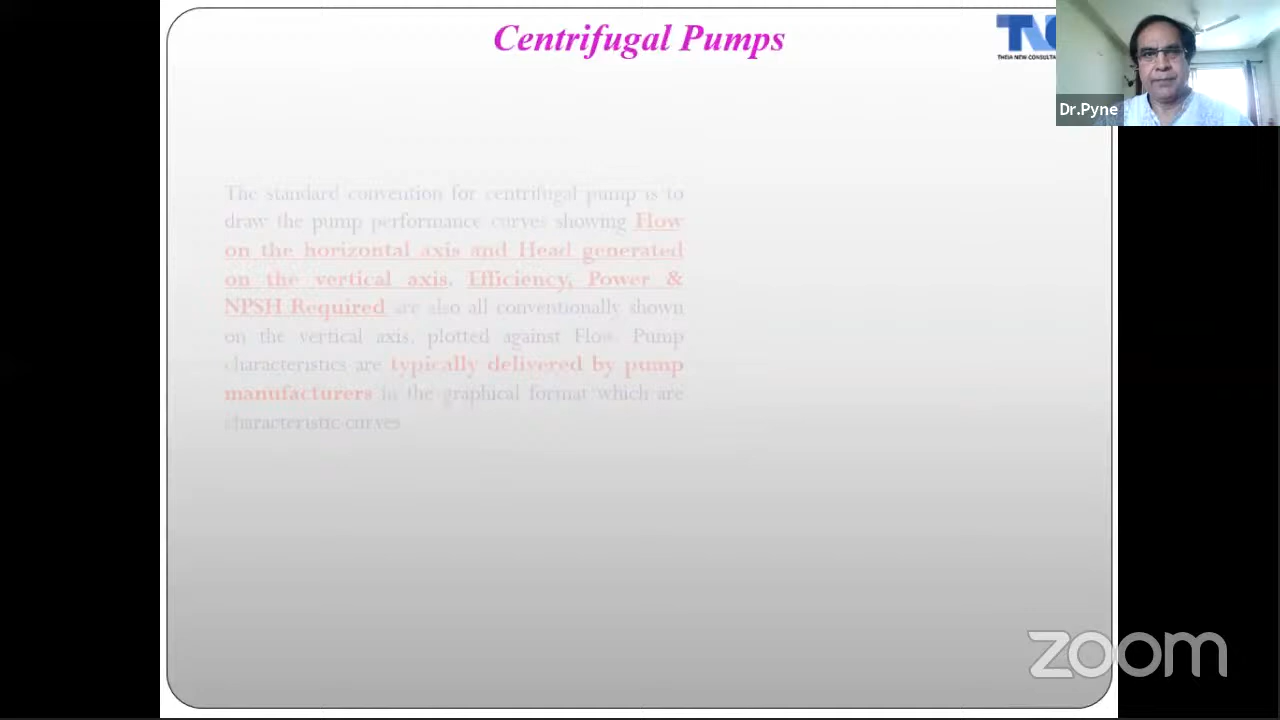 Centrifugal Pumps
THEIA NEW
Dr.Pyne
The standard convention for centrifugal pump is to
draw the pump performance curves showing Flow
on the horizontal axis and Head generated
on the vertical axis. Efficiency, Power &
NPSH Required are also all conventionally shown
on the vertical axis, plotted against Flow. Pump
characteristics are typically delivered by pump
manufacturers in the graphical format which are
characteristic curves
zoom